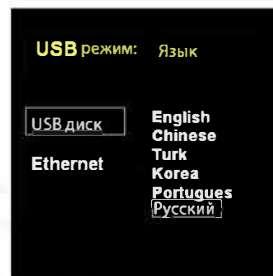 USB режим:
USB диск
Ethernet
Язык
English
Chinese
Turk
Korea
Portugues
Русский